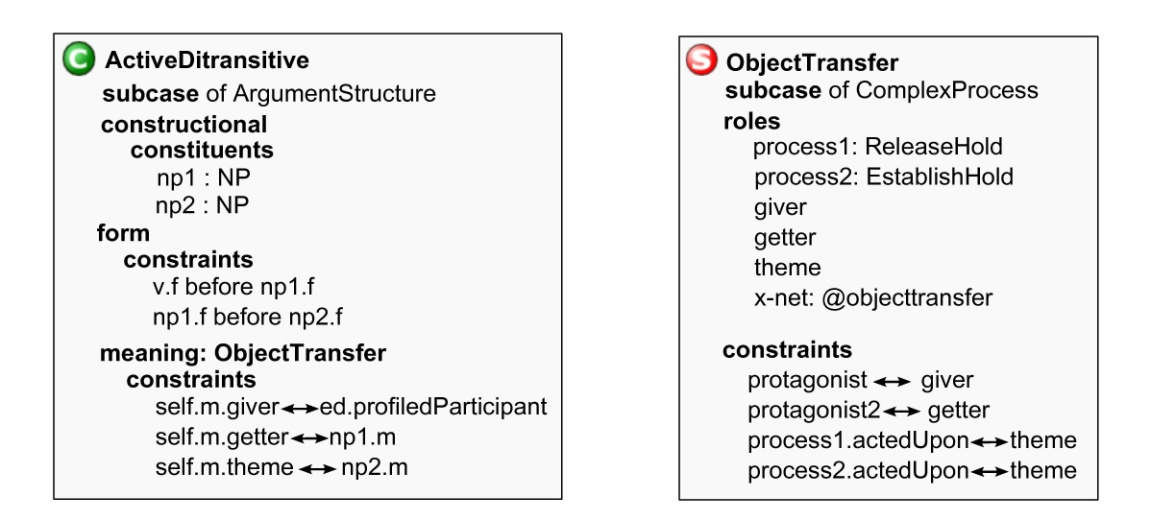 C ActiveDitransitive
subcase of ArgumentStructure
constructional
constituents
np1 : NP
np2 : NP
form
constraints
v.f before np1.f
np1.f before np2.f
meaning: ObjectTransfer
constraints
self.m.giver↔ed.profiledParticipant
self.m.getter↔np1.m
self.m.theme ↔ np2.m
S ObjectTransfer
subcase of ComplexProcess
roles
process1: ReleaseHold
process2: EstablishHold
giver
getter
theme
x-net: @objecttransfer
constraints
protagonist ↔ giver
protagonist2↔ getter
process1.actedUpon↔theme
process2.actedUpon↔theme